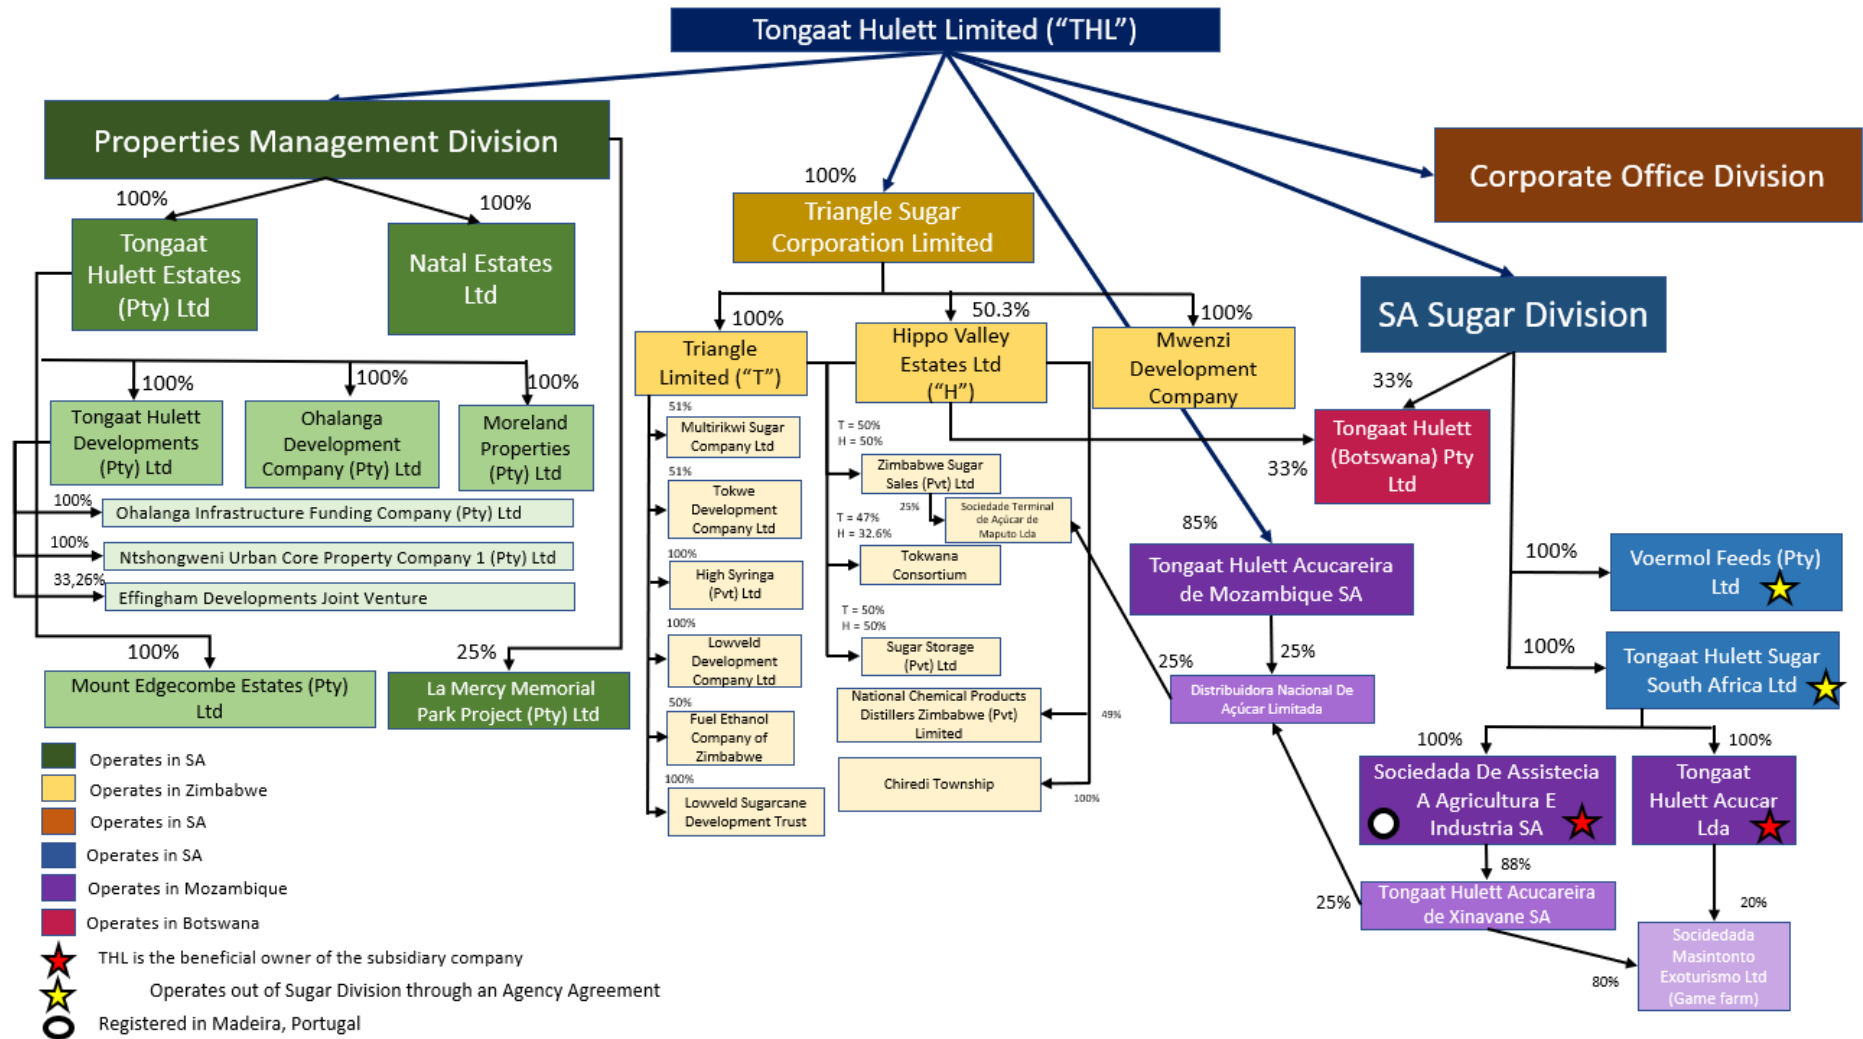 Tongaat Hulett Limited (“THL”)
Properties Management Division
Corporate Office Division
100%
100%
100%
Triangle Sugar
Corporation Limited
Tongaat
Hulett Estates
(Pty) Ltd
Natal Estates
Ltd
SA Sugar Division
100%
50.3%
100%
Triangle
Limited (“T”)
Hippo Valley
Estates Ltd
(“H”)
Mwenzi
Development
Company
100%
100%
100%
33%
Tongaat Hulett
Developments
(Pty) Ltd
Ohalanga
Development
Company (Pty) Ltd
Moreland
Properties
(Pty) Ltd
51%
Multirikwi Sugar
Company Ltd
T = 50%
H = 50%
Tongaat Hulett
(Botswana) Pty
Ltd
33%
51%
Tokwe
Development
Company Ltd
Zimbabwe Sugar
Sales (Pvt) Ltd
25%
Sociedade Terminal
de Açúcar de
Maputo Lda
100%
Ohalanga Infrastructure Funding Company (Pty) Ltd
100%
Ntshongweni Urban Core Property Company 1 (Pty) Ltd
33,26%
Effingham Developments Joint Venture
T = 47%
H = 32.6%
Tokwana
Consortium
85%
Tongaat Hulett Acucareira
de Mozambique SA
100%
Voermol Feeds (Pty)
Ltd
100%
High Syringa
(Pvt) Ltd
T = 50%
H = 50%
Sugar Storage
(Pvt) Ltd
100%
Lowveld
Development
Company Ltd
100%
25%
25%
25%
100%
Tongaat Hulett Sugar
South Africa Ltd
Mount Edgecombe Estates (Pty)
Ltd
La Mercy Memorial
Park Project (Pty) Ltd
50%
Fuel Ethanol
Company of
Zimbabwe
National Chemical Products
Distillers Zimbabwe (Pvt)
Limited
49%
Distribuidora Nacional De
Açúcar Limitada
100%
100%
Sociedada De Assistecia
A Agricultura E
Industria SA
Tongaat
Hulett Acucar
Lda
100%
Lowveld Sugarcane
Development Trust
Chiredi Township
100%
88%
25%
Tongaat Hulett Acucareira
de Xinavane SA
20%
80%
Socidedada
Masintonto
Exoturismo Ltd
(Game farm)
Operates in SA
Operates in Zimbabwe
Operates in SA
Operates in SA
Operates in Mozambique
Operates in Botswana
THL is the beneficial owner of the subsidiary company
Operates out of Sugar Division through an Agency Agreement
Registered in Madeira, Portugal